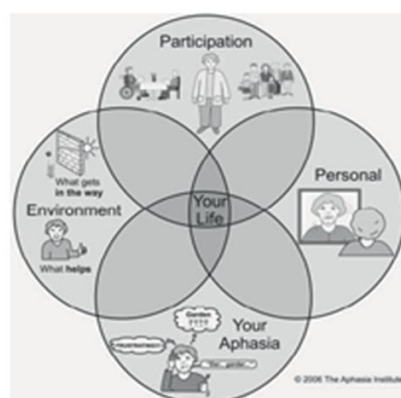 Participation
What gets
in the way
Environment
What helps
Personal
Your
Life
Your
Aphasia
Garden
© 2006 The Aphasia Institute